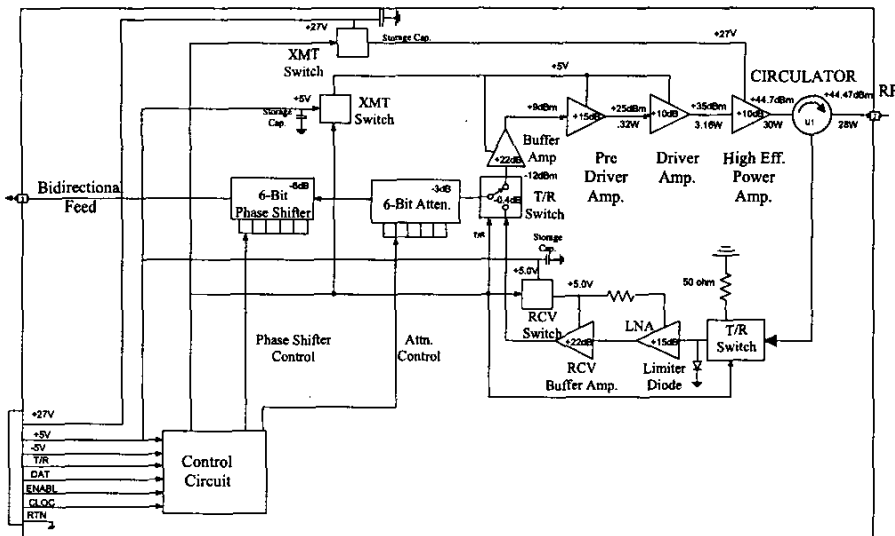 +27V
Storage Cap.
XMT
Switch
+27V
CIRCULATOR
+5V
+5V
XMT
Switch
Storage
Cap.
+9dBm
+25dBm
+35dBm
+44.7dBm
+44.47dBm
RF
+15dB
+10dB
+10dB
U1
.32W
3.16W
30W
28W
Buffer
Amp
+22dB
Pre
Driver
Amp.
Driver
Amp.
High Eff.
Power
Amp.
Bidirectional
Feed
6-Bit
Phase Shifter
-3dB
6-Bit Atten.
-12dBm
-0.4dB
T/R
Switch
T/R
Storage
Cap.
+5.0V
+5.0V
50 ohm
RCV
Switch
LNA
+22dB
+15dB
T/R
Switch
RCV
Buffer Amp.
Limiter
Diode
Phase Shifter
Control
Attn.
Control
+27V
+5V
-5V
T/R
DAT
ENABL
CLOC
RTN
Control
Circuit